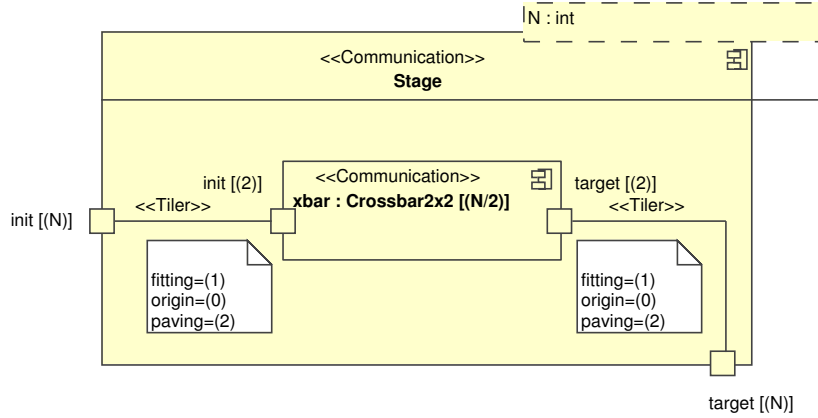 N : int
<<Communication>>
Stage
init [(2)]
<<Communication>>
target [(2)]
xbar : Crossbar2x2 [(N/2)]
init [(N)]
<<Tiler>>
<<Tiler>>
fitting=(1)
origin=(0)
paving=(2)
fitting=(1)
origin=(0)
paving=(2)
target [(N)]